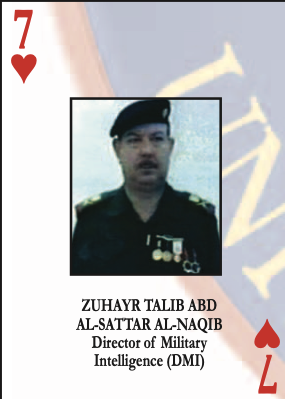 7
ZUHAYR TALIB ABD
AL-SATTAR AL-NAQIB
Director of Military
Intelligence (DMI)
7